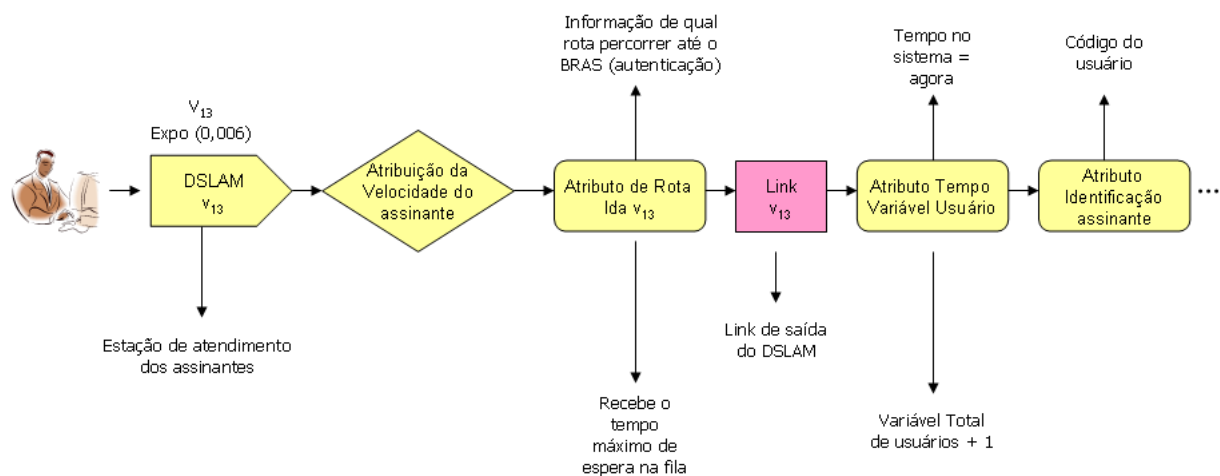 Informação de qual
rota percorrer até o
BRAS (autenticação)
Tempo no
sistema =
agora
Código do
usuário
V13
Expo (0,006)
DSLAM
v13
Atribuição da
Velocidade do
assinante
Atributo de Rota
Ida v13
Link
v13
Atributo Tempo
Variável Usuário
Atributo
Identificação
assinante
...
Estação de atendimento
dos assinantes
Link de saída
do DSLAM
Recebe o
tempo
máximo de
espera na fila
Variável Total
de usuários + 1